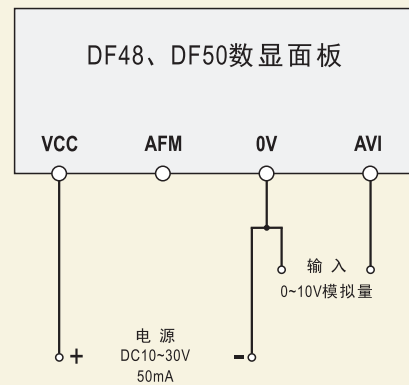 DF48、DF50数显面板
VCC AFM 0V AVI
输 入
0~10V模拟量
电 源
DC10~30V
+ -
50mA